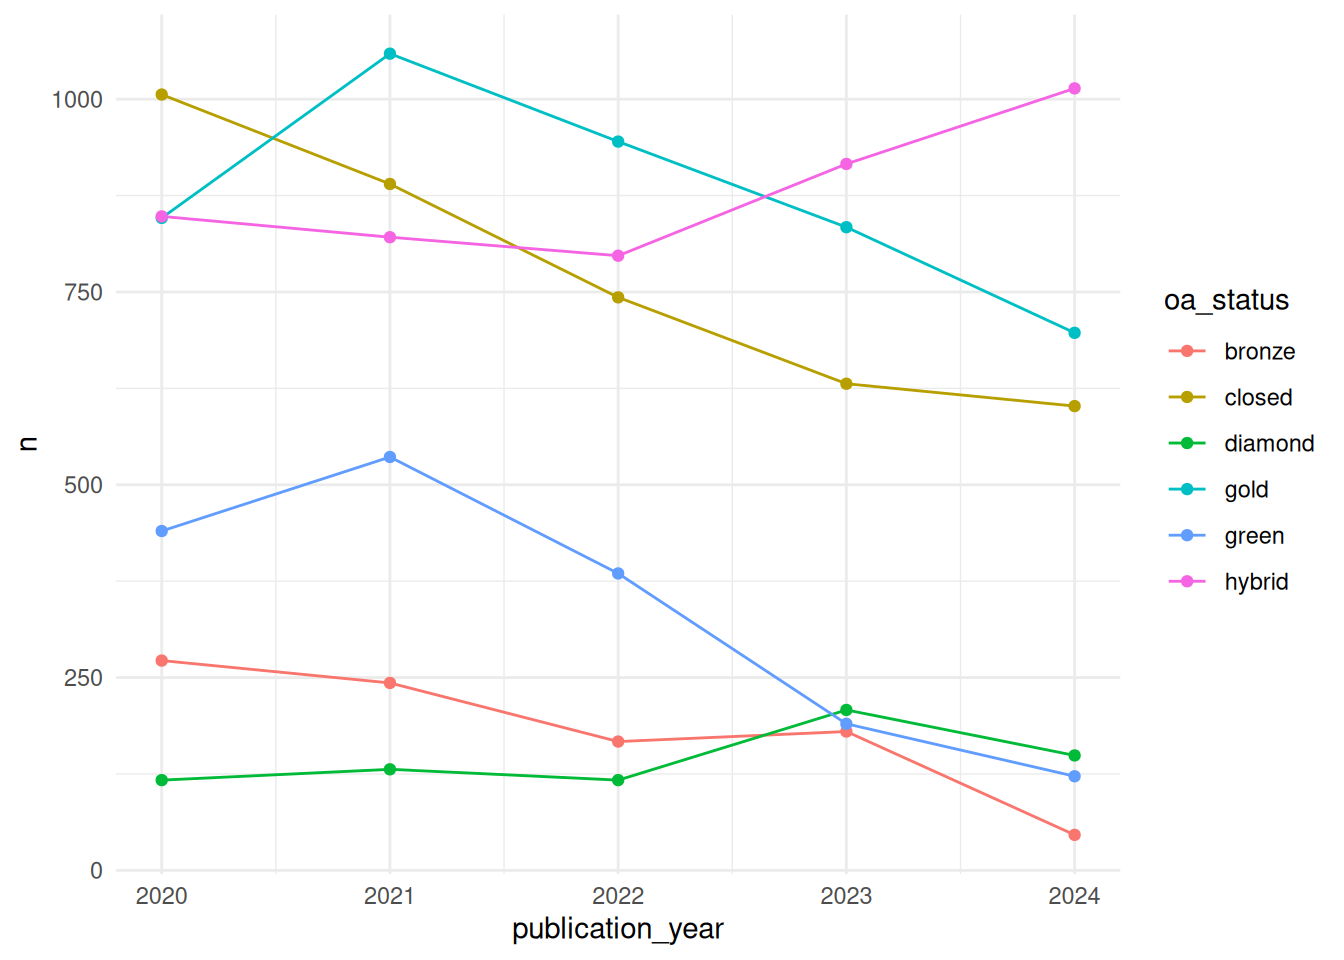 1000
750
500
250
0
n
2020 2021 2022 2023 2024
publication_year
oa_status
bronze
closed
diamond
gold
green
hybrid